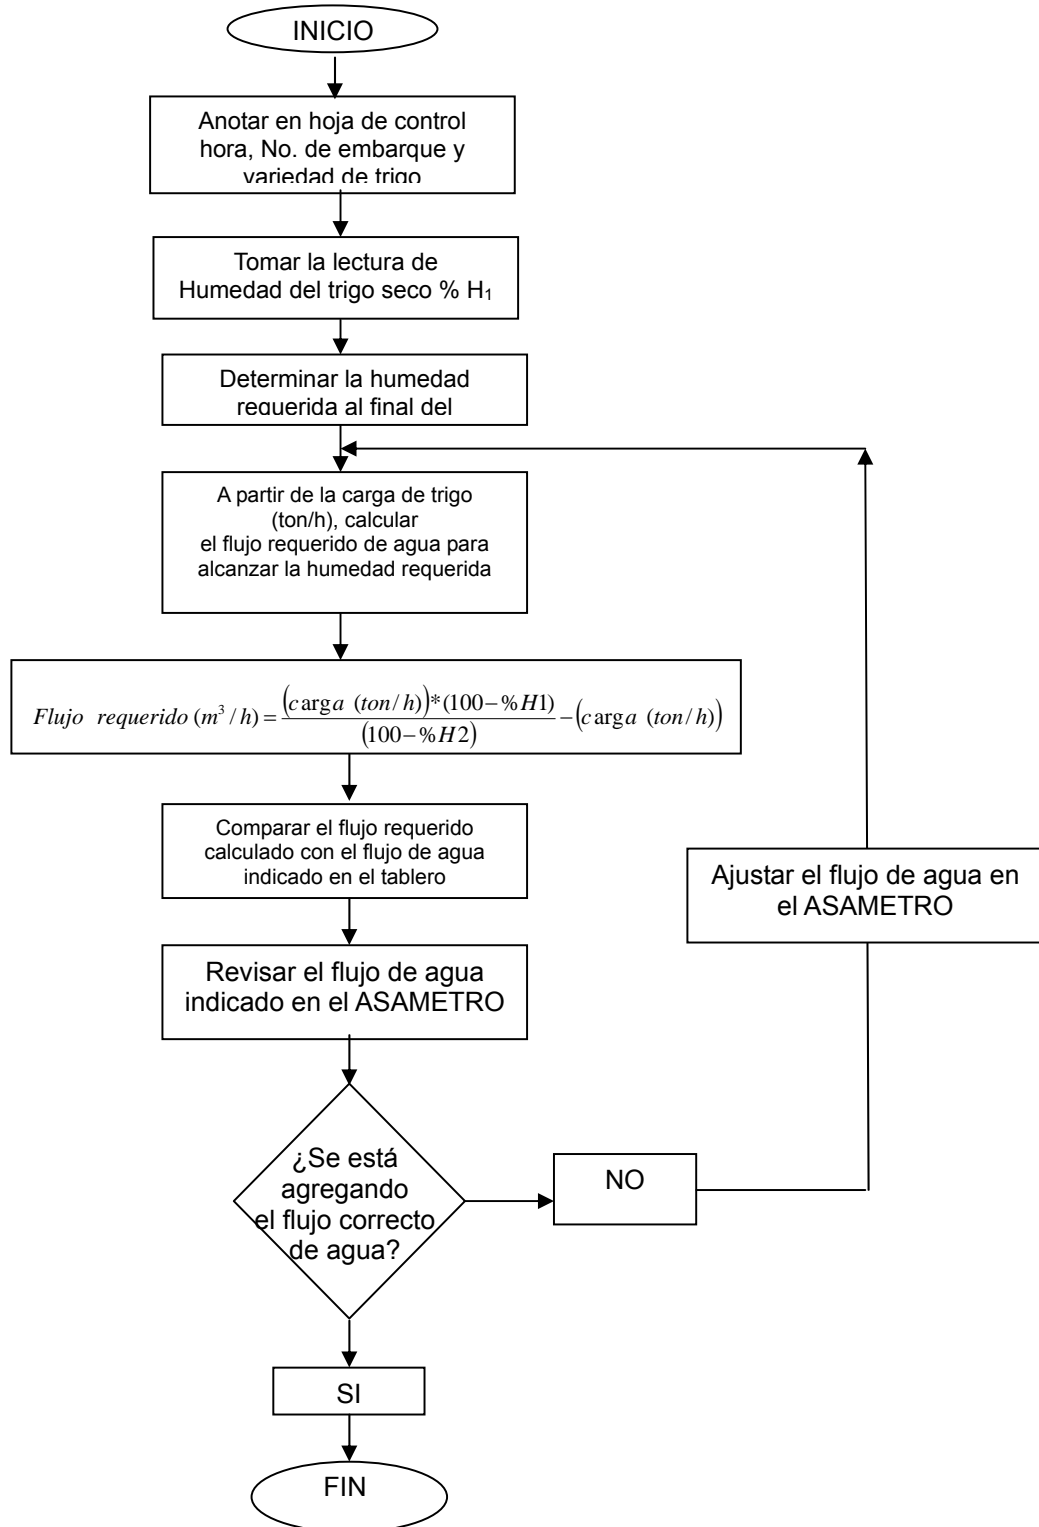 INICIO
Anotar en hoja de control
hora, No. de embarque y
variedad de trigo
Tomar la lectura de
Humedad del trigo seco % H₁
Determinar la humedad
requerida al final del
A partir de la carga de trigo
(ton/h), calcular
el flujo requerido de agua para
alcanzar la humedad requerida
Flujo requerido (m³/h) = (carga (ton/h))*(100-%H1) / (100-%H2) - (carga (ton/h))
Comparar el flujo requerido
calculado con el flujo de agua
indicado en el tablero
Ajustar el flujo de agua en
el ASAMETRO
Revisar el flujo de agua
indicado en el ASAMETRO
¿Se está
agregando
el flujo correcto
de agua?
NO
SI
FIN